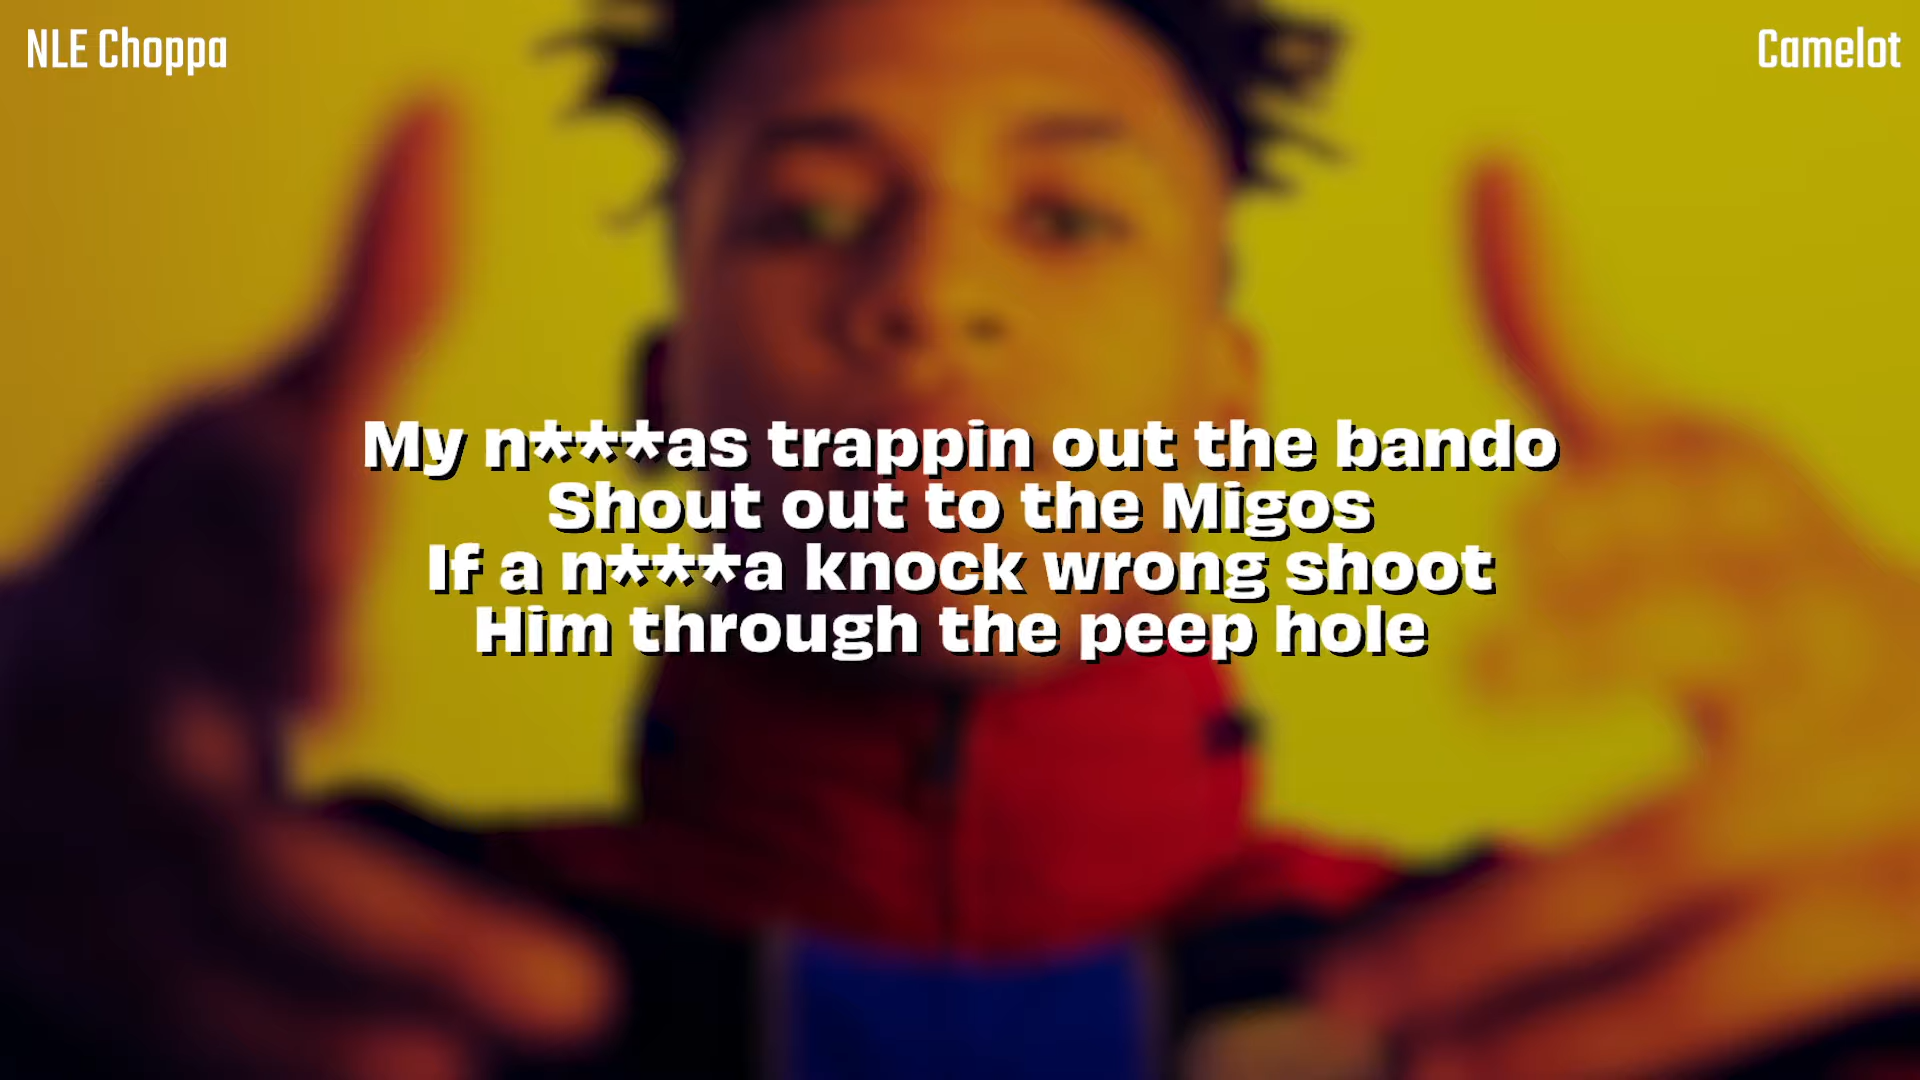 NLE Choppa
Camelot
My n***as trappin out the bando
Shout out to the Migos
If a n***a knock wrong shoot
Him through the peep hole